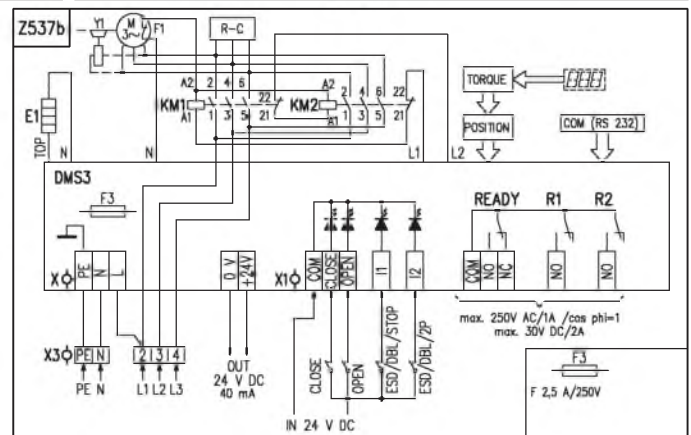 Z537b
Y1
M
3~
F1
R-C
A2 2 4 6
22
KM1
A1 1 3 5
21
A2 2 4 6
22
KM2
A1 1 3 5
21
TORQUE
POSITION
COM (RS 232)
E1
TOP
N
N
L1
L2
DMS3
F3
READY R1 R2
X PE N L
0 V
+24V
X1 COM CLOSE OPEN I1 I2
COM NO NC
NO
NO
max. 250V AC/1A /cos phi=1
max. 30V DC/2A
X3 PE N 2 3 4
PE N L1 L2 L3
OUT
24 V DC
40 mA
CLOSE
OPEN
ESD/DBL/STOP
ESD/DBL/2P
IN 24 V DC
F3
F 2,5 A/250V